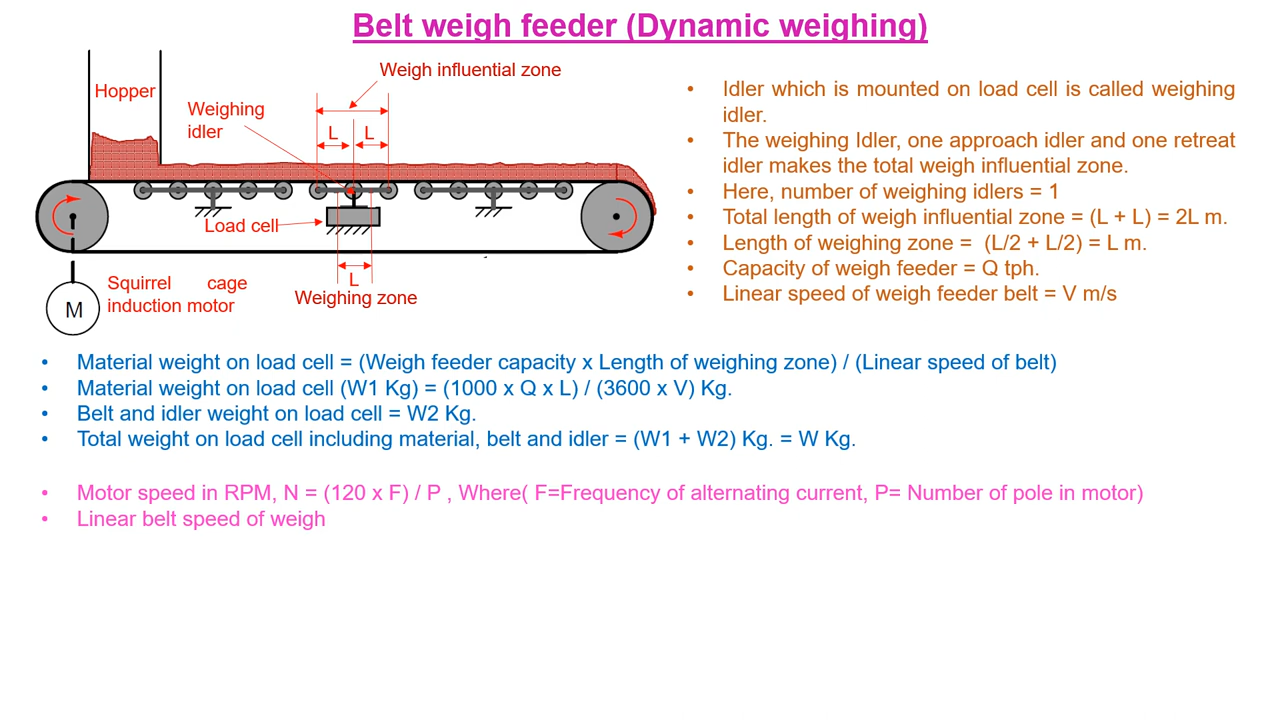 Belt weigh feeder (Dynamic weighing)
Weigh influential zone
Hopper
Weighing
idler
L
L
Load cell
L
Weighing zone
Squirrel cage
induction motor
M
• Idler which is mounted on load cell is called weighing
idler.
• The weighing Idler, one approach idler and one retreat
idler makes the total weigh influential zone.
• Here, number of weighing idlers = 1
• Total length of weigh influential zone = (L + L) = 2L m.
• Length of weighing zone = (L/2 + L/2) = L m.
• Capacity of weigh feeder = Q tph.
• Linear speed of weigh feeder belt = V m/s
• Material weight on load cell = (Weigh feeder capacity x Length of weighing zone) / (Linear speed of belt)
• Material weight on load cell (W1 Kg) = (1000 x Q x L) / (3600 x V) Kg.
• Belt and idler weight on load cell = W2 Kg.
• Total weight on load cell including material, belt and idler = (W1 + W2) Kg. = W Kg.
• Motor speed in RPM, N = (120 x F) / P , Where( F=Frequency of alternating current, P= Number of pole in motor)
• Linear belt speed of weigh